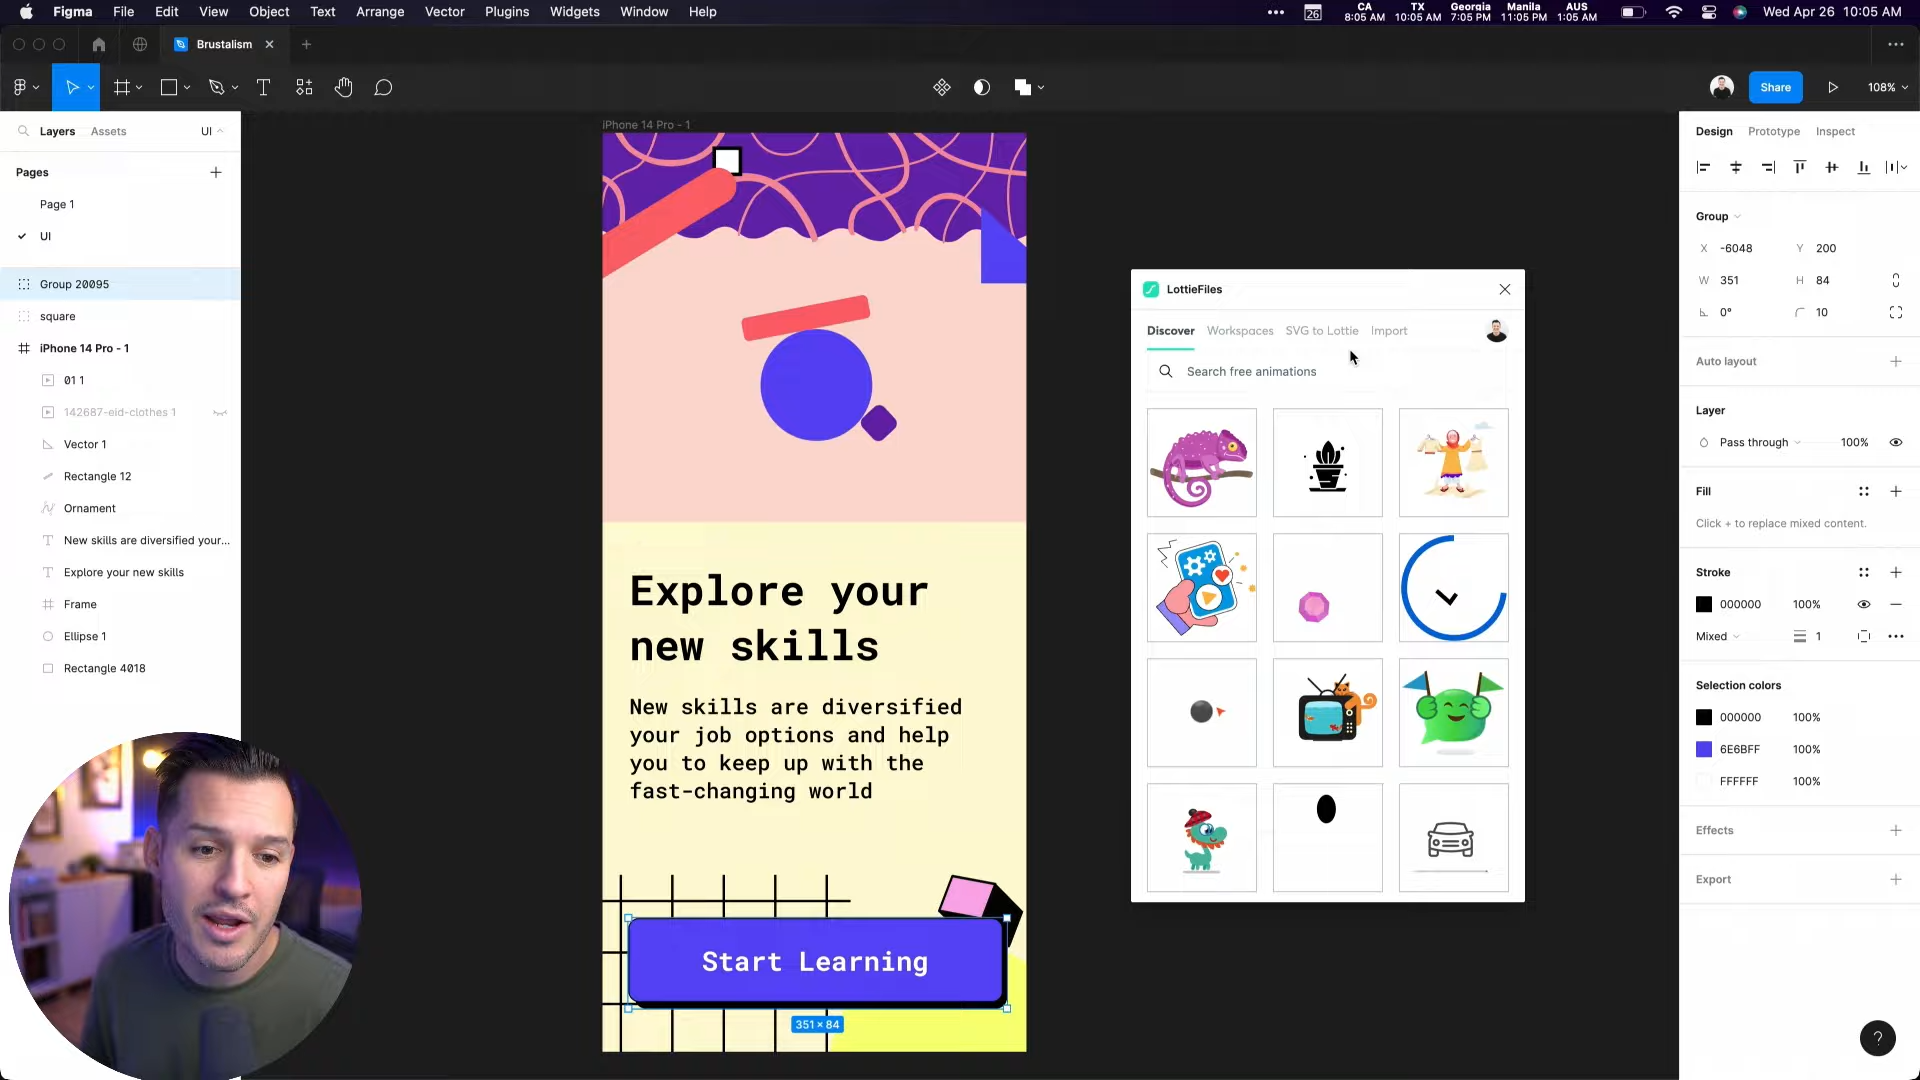 Figma File Edit View Object Text Arrange Vector Plugins Widgets Window Help
26
CA
8:05 AM
TX
10:05 AM
Georgia
7:05 PM
Manila
11:05 PM
AUS
1:05 AM
Wed Apr 26 10:05 AM
Brustalism
Share
108%
Layers
Assets
UI
Pages
Page 1
UI
Group 20095
square
iPhone 14 Pro - 1
01 1
142687-eid-clothes 1
Vector 1
Rectangle 12
Ornament
New skills are diversified your...
Explore your new skills
Frame
Ellipse 1
Rectangle 4018
iPhone 14 Pro - 1
Explore your
new skills
New skills are diversified
your job options and help
you to keep up with the
fast-changing world
Start Learning
351 × 84
LottieFiles
Discover Workspaces SVG to Lottie Import
Search free animations
Design Prototype Inspect
Group
X -6048 Y 200
W 351 H 84
0° 10
Auto layout
Layer
Pass through 100%
Fill
Click + to replace mixed content.
Stroke
000000 100%
Mixed 1
Selection colors
000000 100%
6E6BFF 100%
FFFFFF 100%
Effects
Export
?